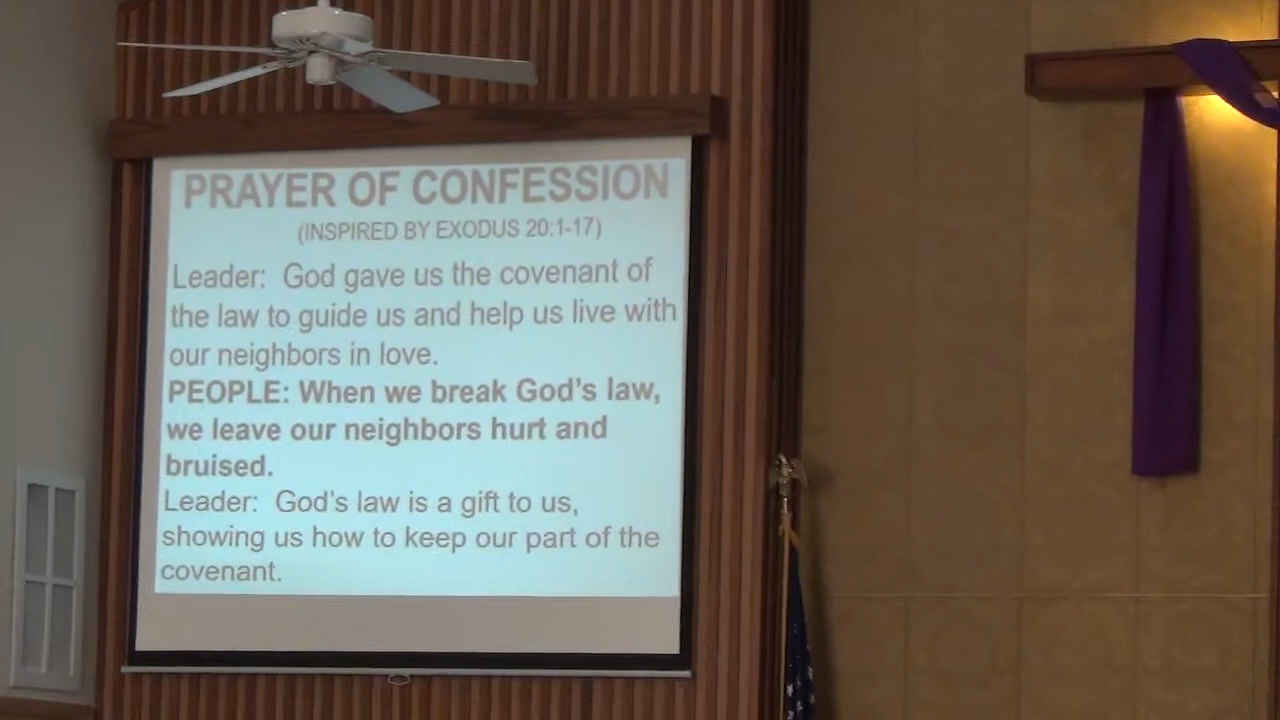 PRAYER OF CONFESSION
(INSPIRED BY EXODUS 20:1-17)
Leader: God gave us the covenant of
the law to guide us and help us live with
our neighbors in love.
PEOPLE: When we break God's law,
we leave our neighbors hurt and
bruised.
Leader: God's law is a gift to us,
showing us how to keep our part of the
covenant.